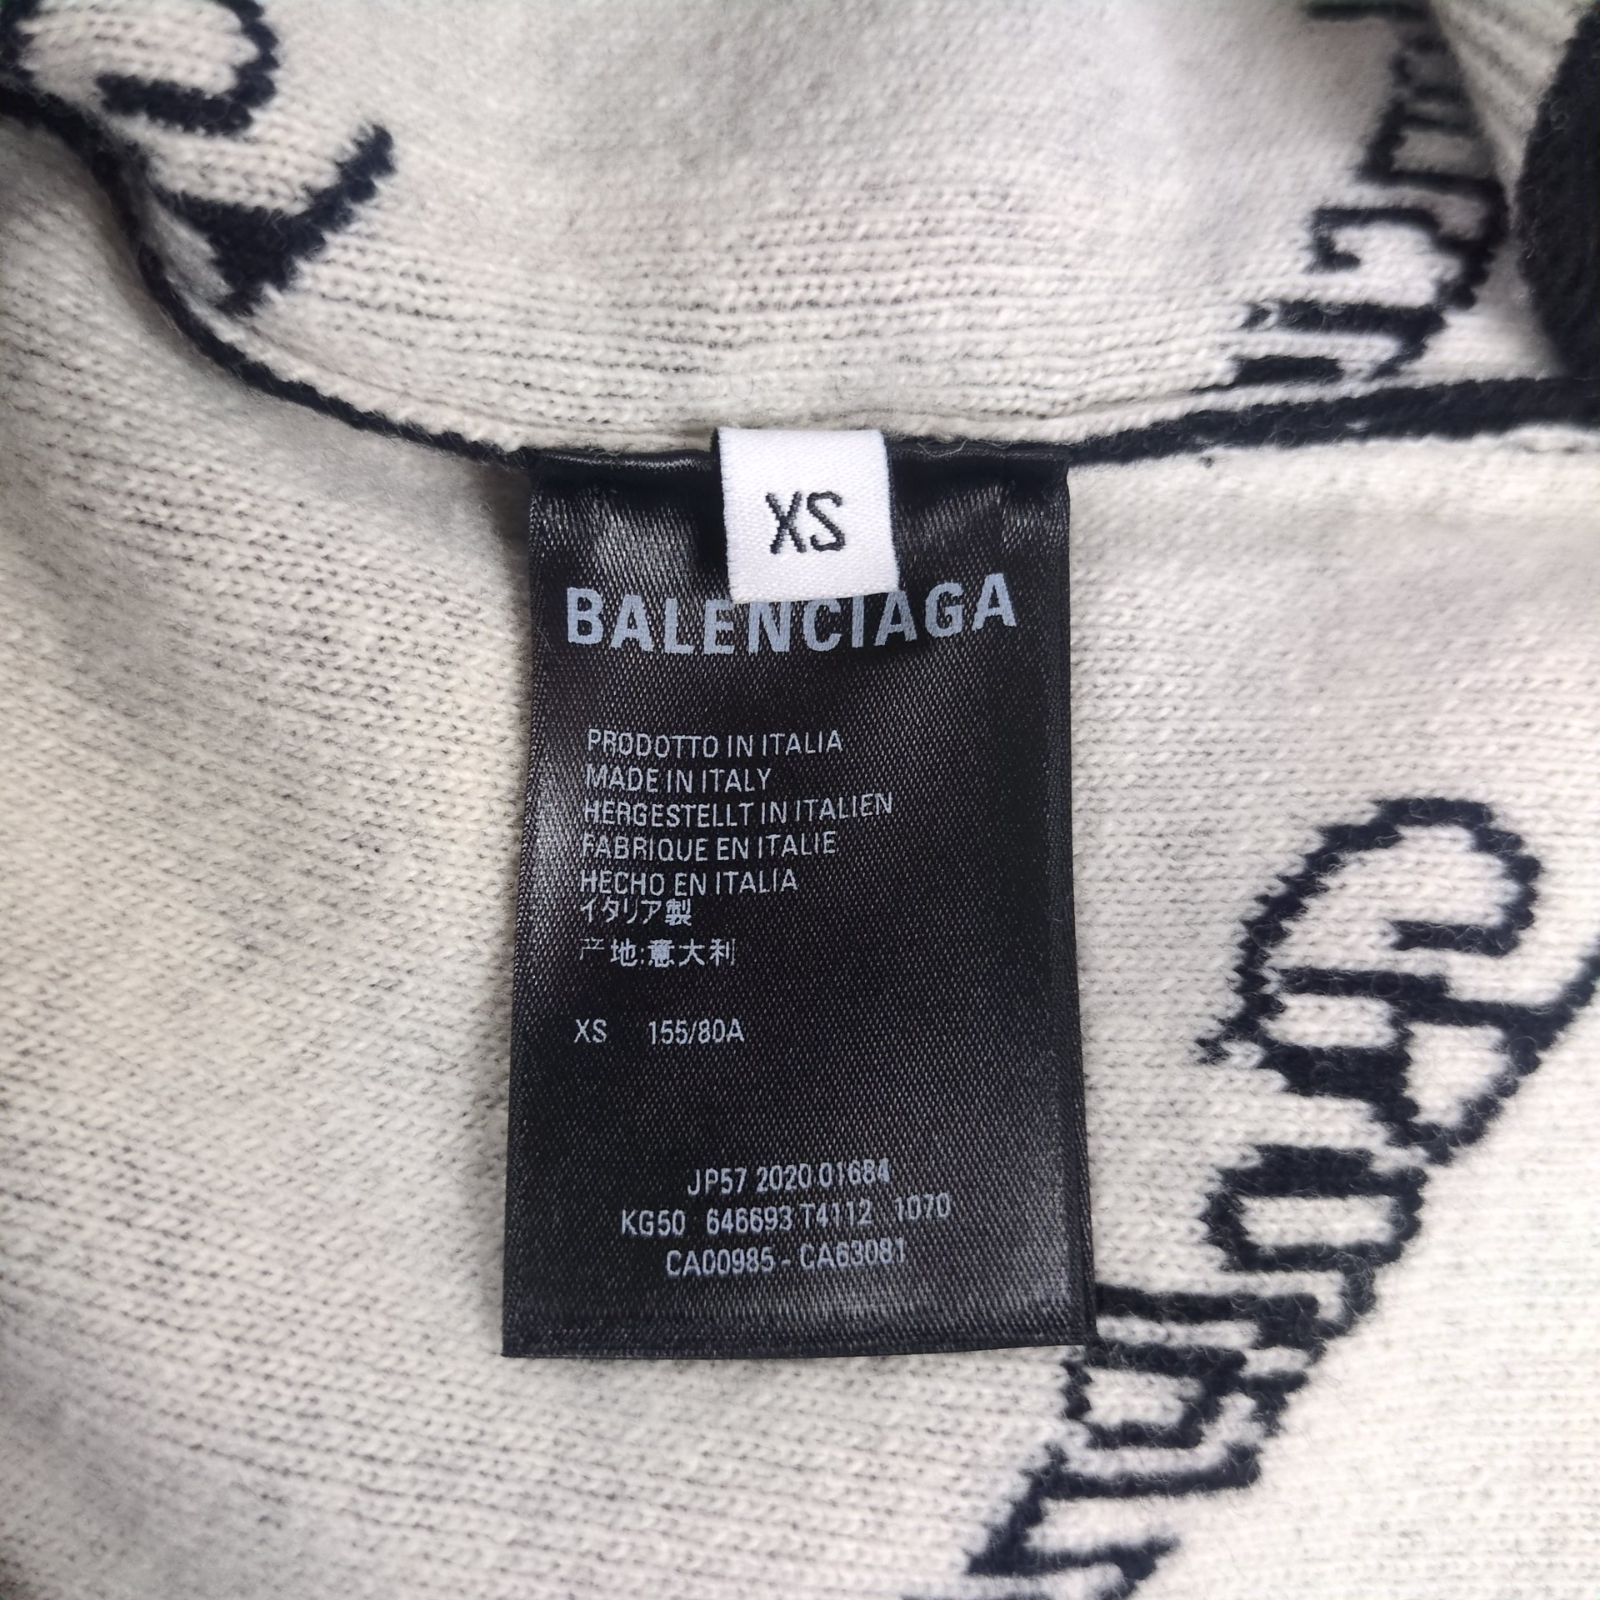 XS
BALENCIAGA
PRODOTTO IN ITALIA
MADE IN ITALY
HERGESTELLT IN ITALIEN
FABRIQUE EN ITALIE
HECHO EN ITALIA
イタリア製
产地:意大利
XS 155/80A
JP57 2020 01684
KG50 646693 T4112 1070
CA00985 - CA63081